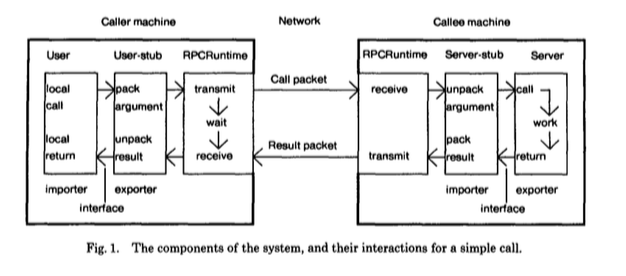 Caller machine Network Callee machine
User User-stub RPCRuntime RPCRuntime Server-stub Server
local pack transmit Call packet receive unpack call
call argument argument
wait work
local unpack pack
return result receive Result packet transmit result return
importer exporter importer exporter
interface interface
Fig. 1. The components of the system, and their interactions for a simple call.